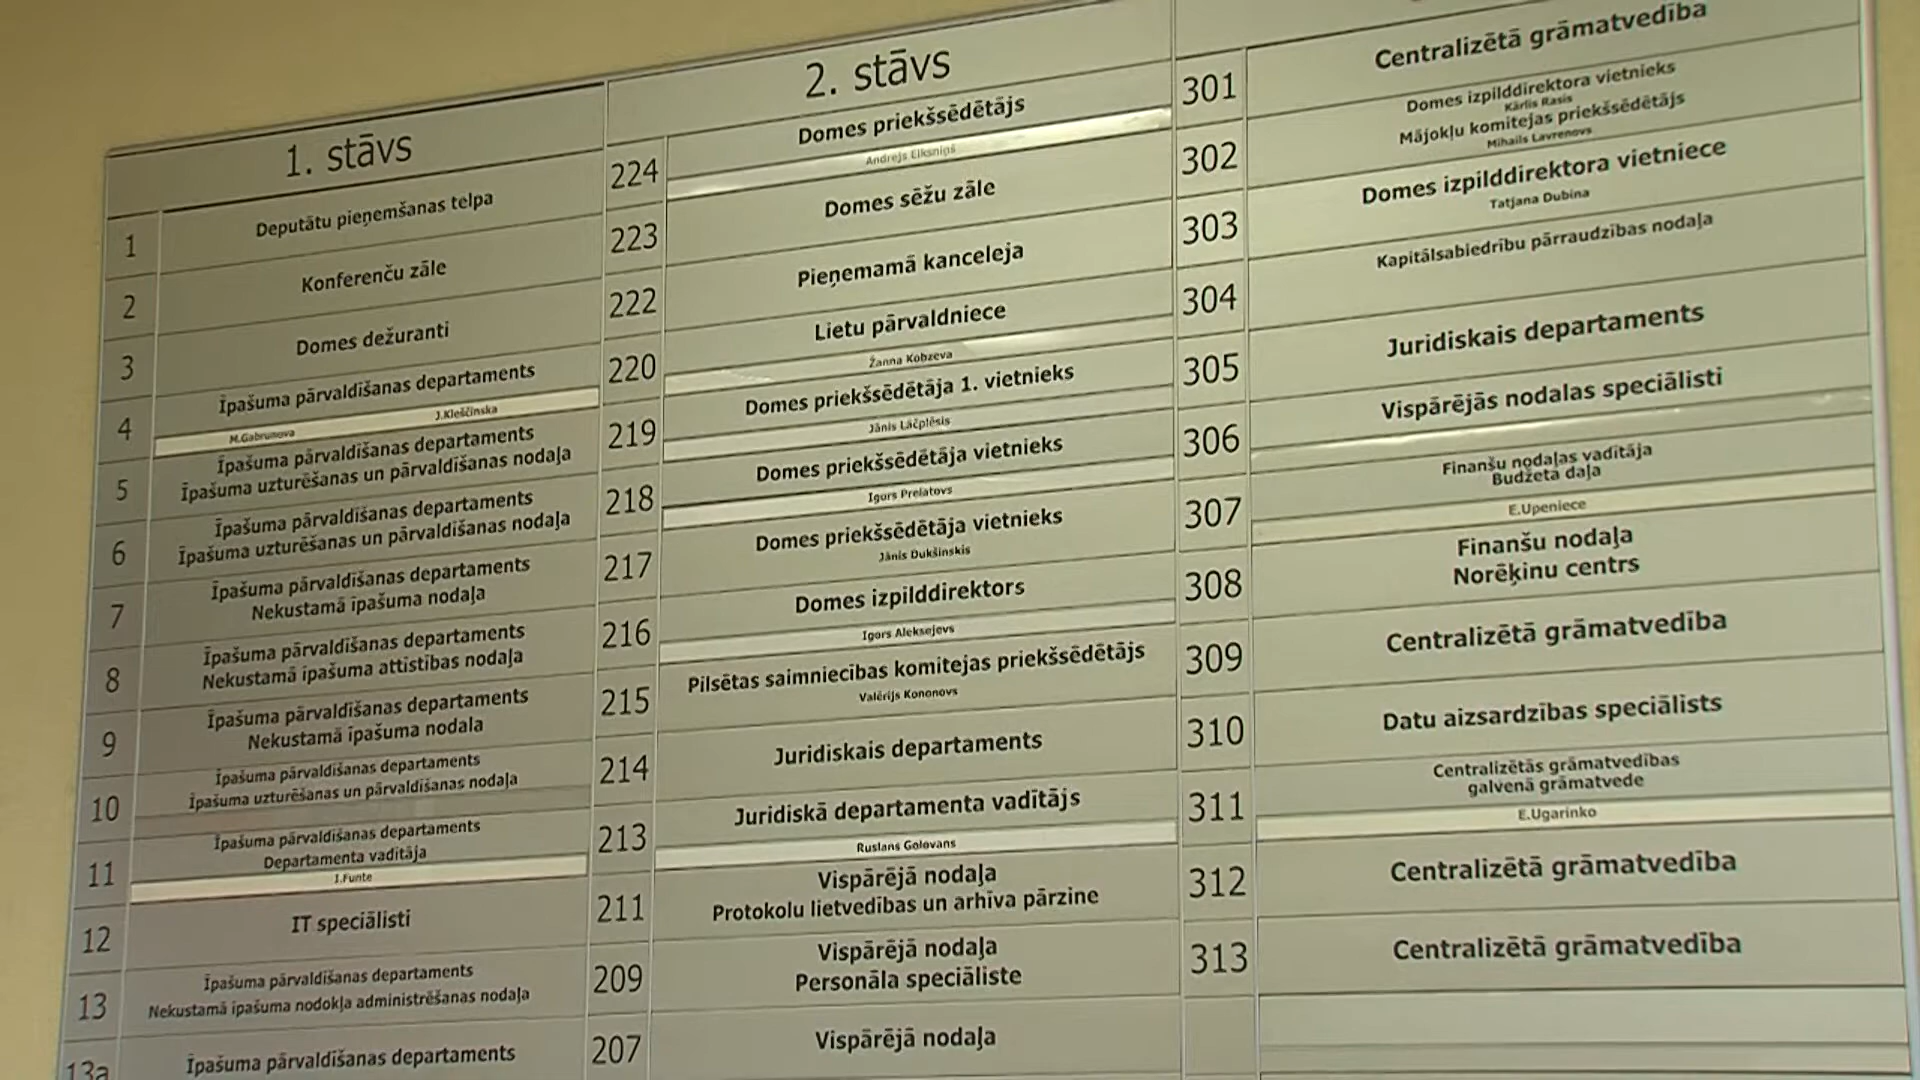 1. stāvs
1
Deputātu pieņemšanas telpa
2
Konferenču zāle
3
Domes dežuranti
4
Īpašuma pārvaldīšanas departaments
M.Gabrunova J.Kleščinska
5
Īpašuma pārvaldīšanas departaments
Īpašuma uzturēšanas un pārvaldīšanas nodaļa
6
Īpašuma pārvaldīšanas departaments
Īpašuma uzturēšanas un pārvaldīšanas nodaļa
7
Īpašuma pārvaldīšanas departaments
Nekustamā īpašuma nodaļa
8
Īpašuma pārvaldīšanas departaments
Nekustamā īpašuma attīstības nodaļa
9
Īpašuma pārvaldīšanas departaments
Nekustamā īpašuma nodala
10
Īpašuma pārvaldīšanas departaments
Īpašuma uzturēšanas un pārvaldīšanas nodaļa
11
Īpašuma pārvaldīšanas departaments
Departamenta vadītāja
I.Funte
12
IT speciālisti
13
Īpašuma pārvaldīšanas departaments
Nekustamā īpašuma nodokļa administrēšanas nodaļa
13a
Īpašuma pārvaldīšanas departaments
2. stāvs
224
Domes priekšsēdētājs
Andrejs Elksniņš
223
Domes sēžu zāle
222
Pieņemamā kanceleja
220
Lietu pārvaldniece
Žanna Kobzeva
219
Domes priekšsēdētāja 1. vietnieks
Jānis Lāčplēsis
218
Domes priekšsēdētāja vietnieks
Igors Prelatovs
217
Domes priekšsēdētāja vietnieks
Jānis Dukšinskis
216
Domes izpilddirektors
Igors Aleksejevs
215
Pilsētas saimniecības komitejas priekšsēdētājs
Valērijs Kononovs
214
Juridiskais departaments
213
Juridiskā departamenta vadītājs
Ruslans Golovans
211
Vispārējā nodaļa
Protokolu lietvedības un arhīva pārzine
209
Vispārējā nodaļa
Personāla speciāliste
207
Vispārējā nodaļa
301
Centralizētā grāmatvedība
302
Domes izpilddirektora vietnieks
Kārlis Rasis
Mājokļu komitejas priekšsēdētājs
Mihails Lavrenovs
303
Domes izpilddirektora vietniece
Tatjana Dubina
304
Kapitālsabiedrību pārraudzības nodaļa
305
Juridiskais departaments
306
Vispārējās nodalas speciālisti
307
Finanšu nodaļas vadītāja
Budžeta daļa
E.Upeniece
308
Finanšu nodaļa
Norēķinu centrs
309
Centralizētā grāmatvedība
310
Datu aizsardzības speciālists
311
Centralizētās grāmatvedības
galvenā grāmatvede
E.Ugarinko
312
Centralizētā grāmatvedība
313
Centralizētā grāmatvedība